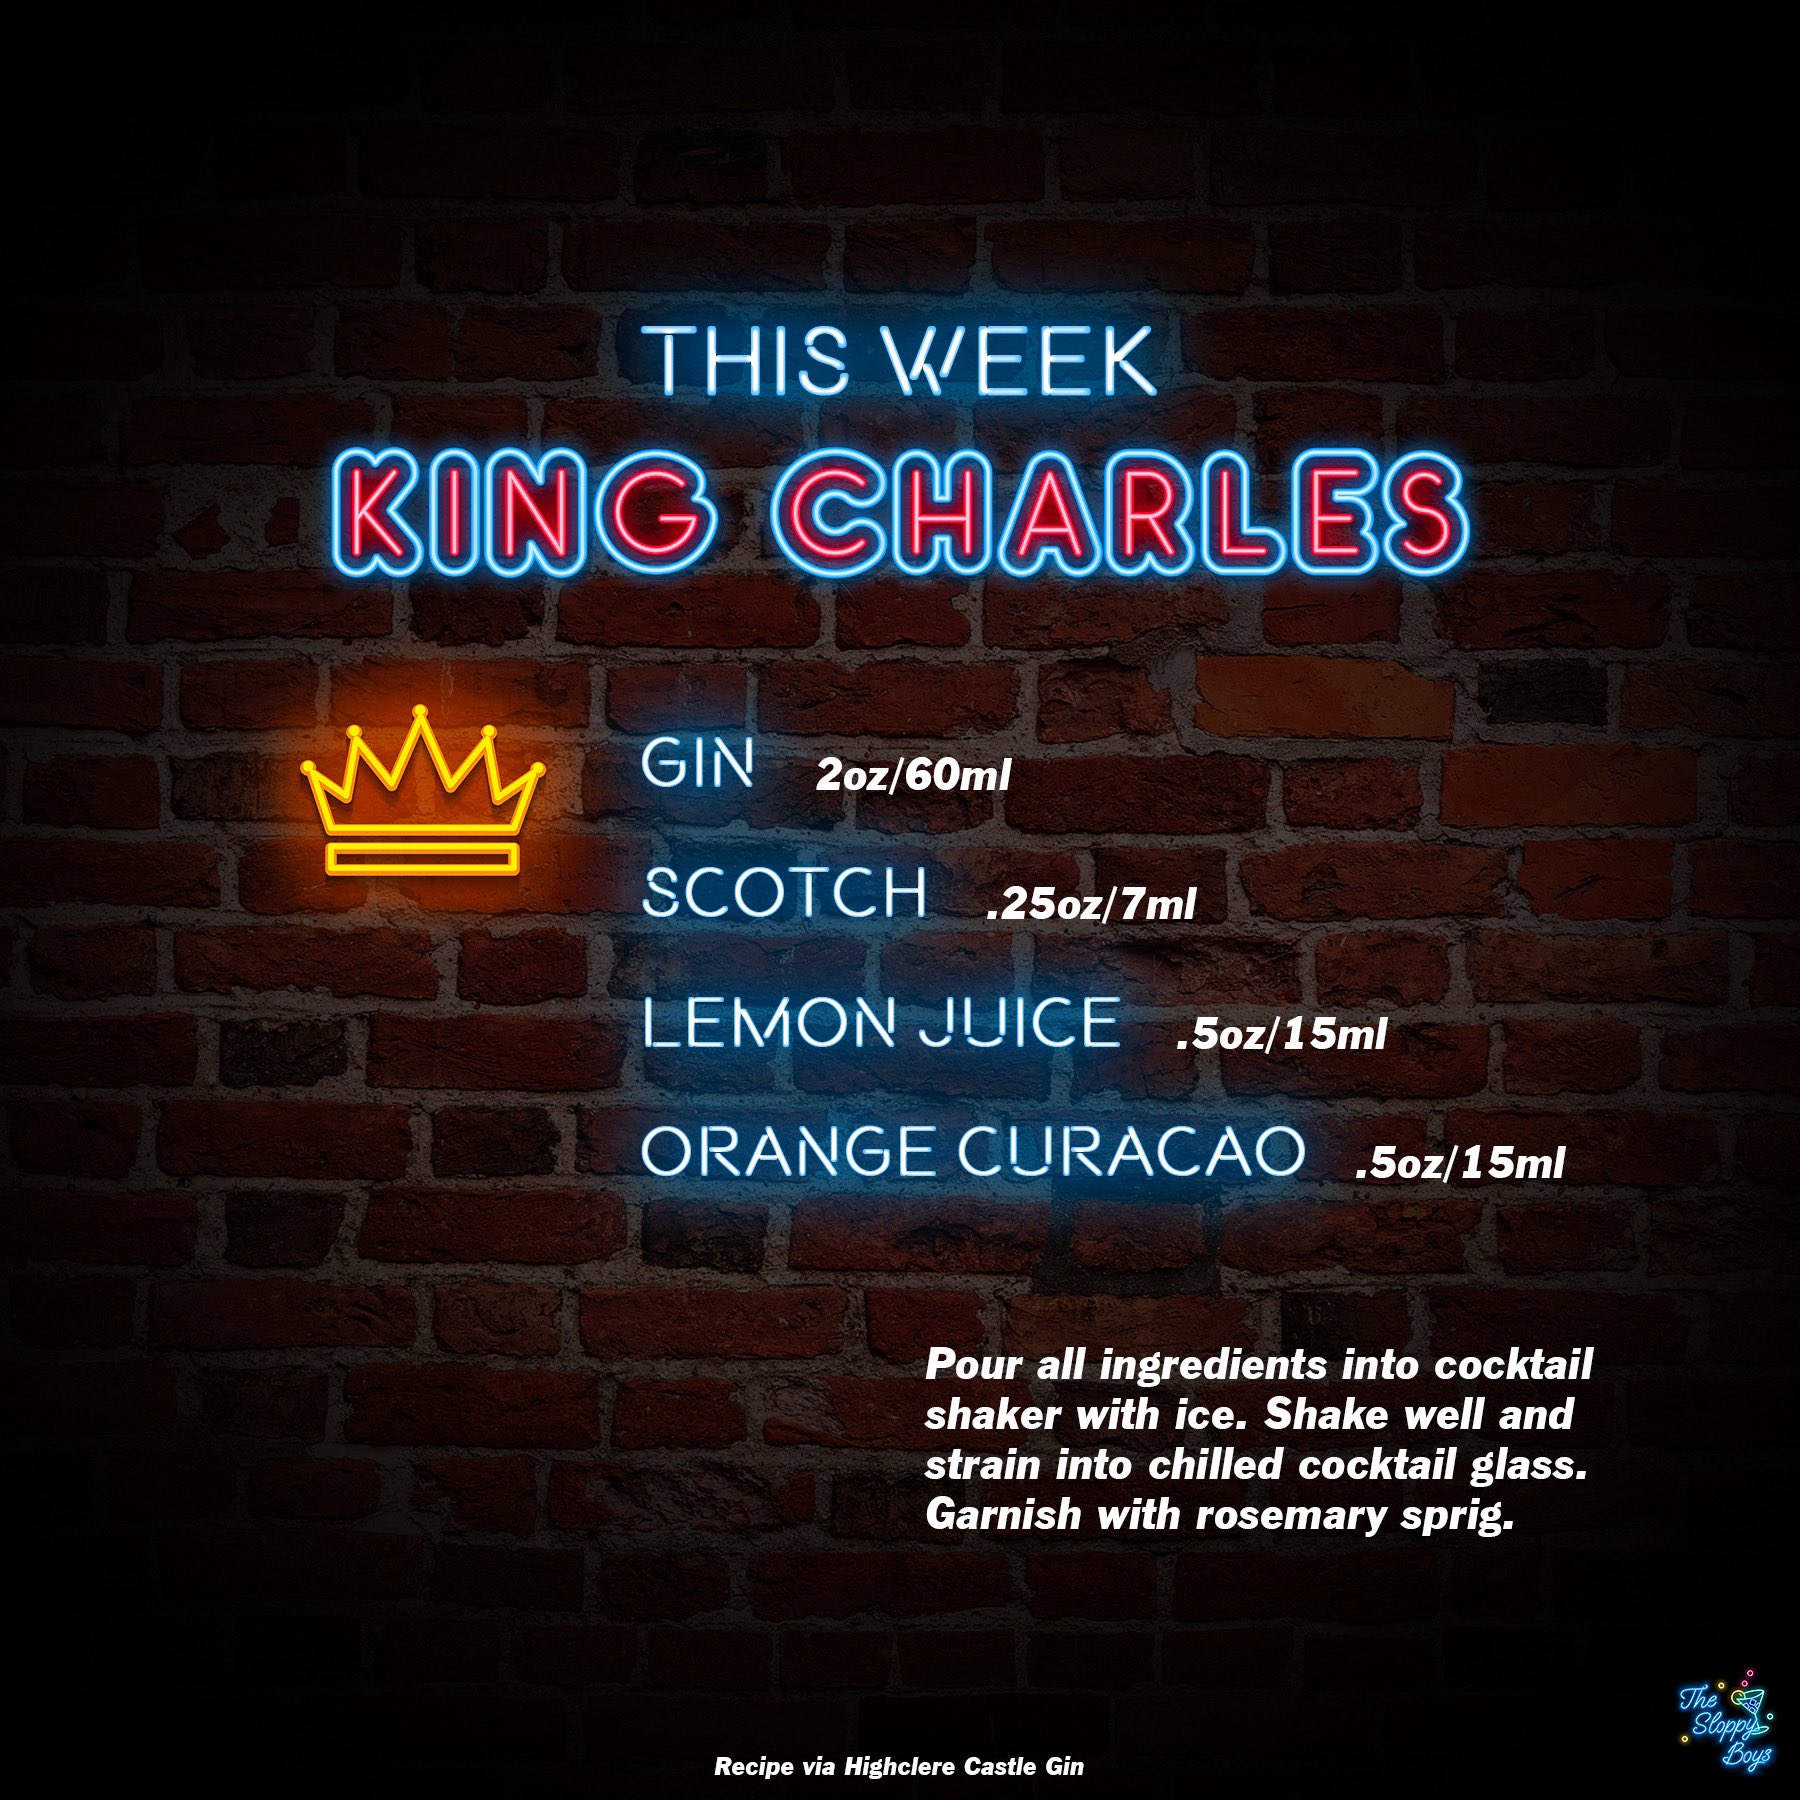 THIS WEEK
KING CHARLES
GIN 2oz/60ml
SCOTCH .25oz/7ml
LEMON JUICE .5oz/15ml
ORANGE CURACAO .5oz/15ml
Pour all ingredients into cocktail
shaker with ice. Shake well and
strain into chilled cocktail glass.
Garnish with rosemary sprig.
The
Sloppy
Boys
Recipe via Highclere Castle Gin